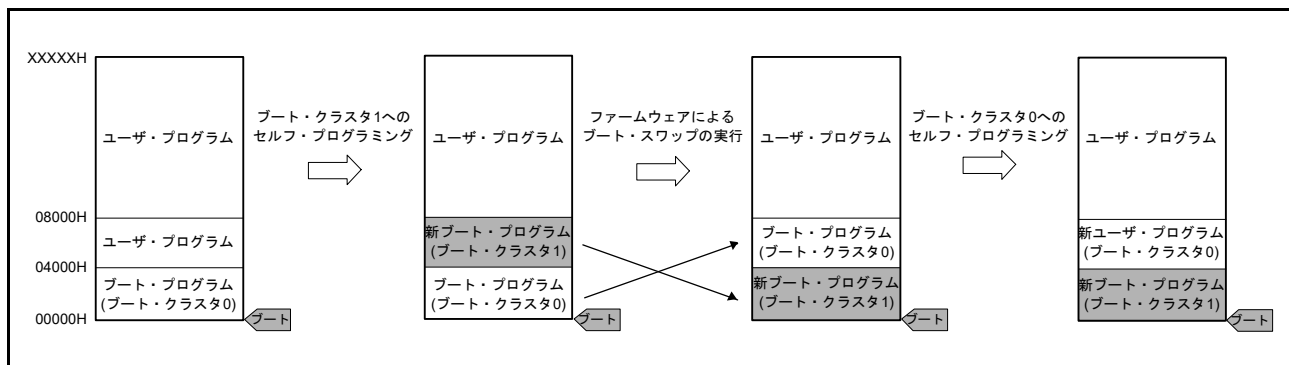 XXXXXH
08000H
04000H
00000H
ユーザ・プログラム
ユーザ・プログラム
ブート・プログラム
(ブート・クラスタ0)
ブート
ブート・クラスタ1への
セルフ・プログラミング
ユーザ・プログラム
新ブート・プログラム
(ブート・クラスタ1)
ブート・プログラム
(ブート・クラスタ0)
ブート
ファームウェアによる
ブート・スワップの実行
ユーザ・プログラム
ブート・プログラム
(ブート・クラスタ0)
新ブート・プログラム
(ブート・クラスタ1)
ブート
ブート・クラスタ0への
セルフ・プログラミング
ユーザ・プログラム
新ユーザ・プログラム
(ブート・クラスタ0)
新ブート・プログラム
(ブート・クラスタ1)
ブート